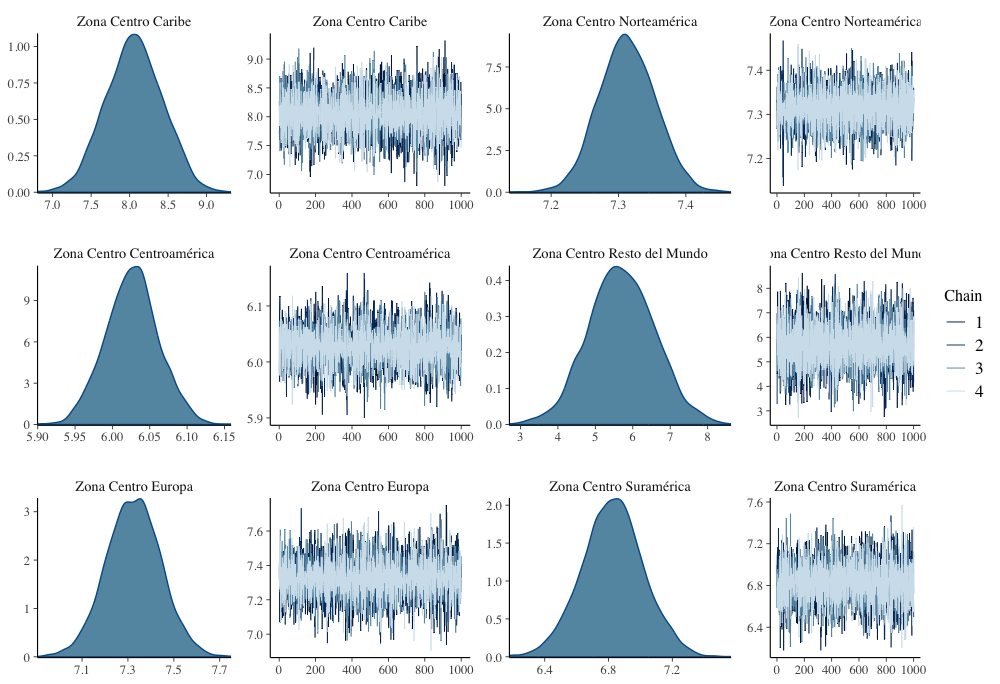 Zona Centro Caribe
Zona Centro Caribe
Zona Centro Norteamérica
Zona Centro Norteamérica
1.00
0.75
0.50
0.25
0.00
7.0 7.5 8.0 8.5 9.0
9.0
8.5
8.0
7.5
7.0
0 200 400 600 800 1000
7.5
5.0
2.5
0.0
7.2 7.3 7.4
7.4
7.3
7.2
0 200 400 600 800 1000
Zona Centro Centroamérica
Zona Centro Centroamérica
Zona Centro Resto del Mundo
ona Centro Resto del Mund
9
6
3
0
5.90 5.95 6.00 6.05 6.10 6.15
6.1
6.0
5.9
0 200 400 600 800 1000
0.4
0.3
0.2
0.1
0.0
3 4 5 6 7 8
8
7
6
5
4
3
0 200 400 600 800 1000
Chain
1
2
3
4
Zona Centro Europa
Zona Centro Europa
Zona Centro Suramérica
Zona Centro Suramérica
3
2
1
0
7.1 7.3 7.5 7.7
7.6
7.4
7.2
7.0
0 200 400 600 800 1000
2.0
1.5
1.0
0.5
0.0
6.4 6.8 7.2
7.6
7.2
6.8
6.4
0 200 400 600 800 1000